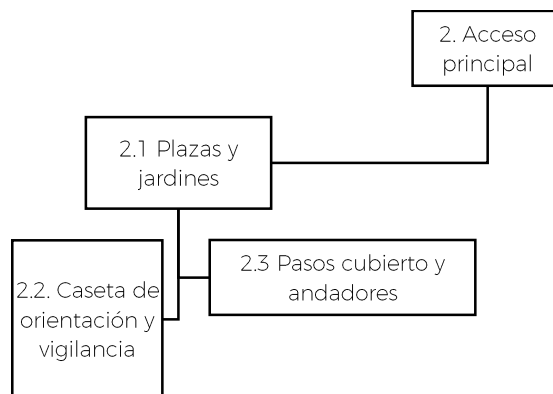 2. Acceso
principal
2.1 Plazas y
jardines
2.2. Caseta de
orientación y
vigilancia
2.3 Pasos cubierto y
andadores